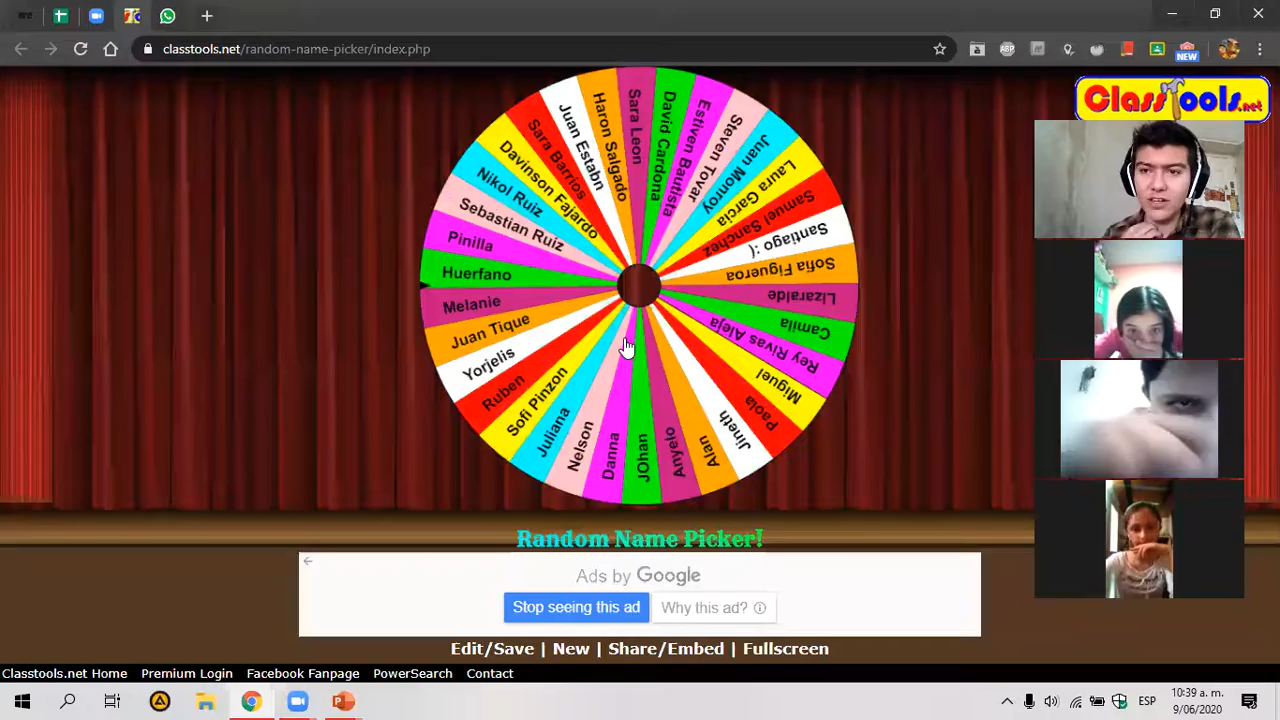 classtools.net/random-name-picker/index.php
ABP
NEW
ClassTools.net
Sara Leon
David Cardona
Estiven Bautista
Steven Tovar
Juan Monroy
Laura Garcia
Samuel Sanchez
Santiago :(
Sofia Figueroa
Lizaralde
Camila
Rey Rivas Aleja
Miguel
Paola
Jineth
Alan
Anyelo
JOhan
Danna
Nelson
Juliana
Sofi Pinzon
Ruben
Yorjelis
Juan Tique
Melanie
Huerfano
Pinilla
Sebastian Ruiz
Nikol Ruiz
Davinson Fajardo
Sara Barrios
Juan Estabn
Haron Salgado
Random Name Picker!
Ads by Google
Stop seeing this ad
Why this ad?
Edit/Save | New | Share/Embed | Fullscreen
Classtools.net Home Premium Login Facebook Fanpage PowerSearch Contact
ESP
10:39 a. m.
9/06/2020